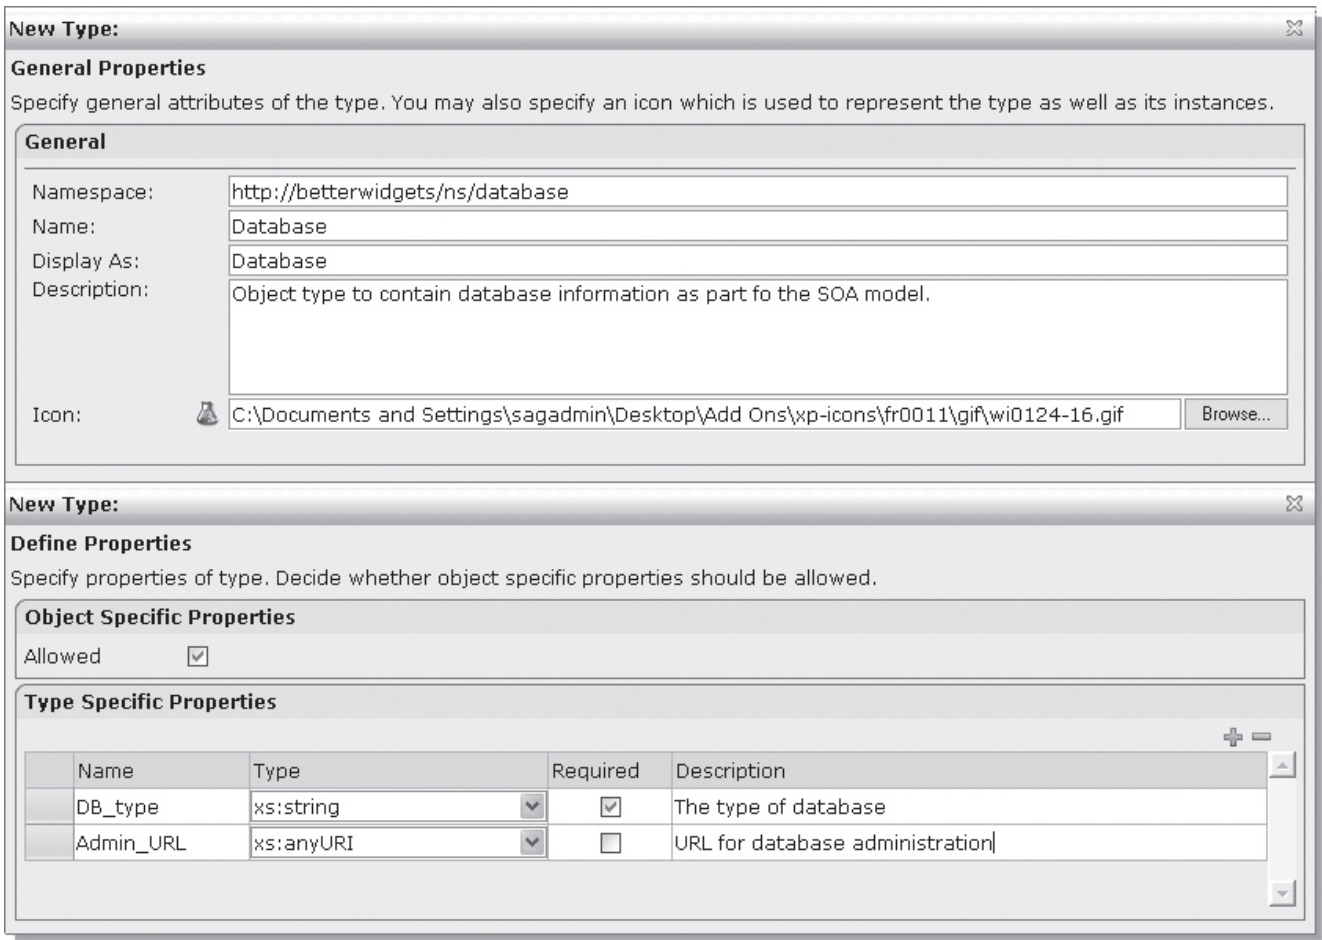 New Type:
General Properties
Specify general attributes of the type. You may also specify an icon which is used to represent the type as well as its instances.
General
Namespace: http://betterwidgets/ns/database
Name: Database
Display As: Database
Description: Object type to contain database information as part fo the SOA model.
Icon: C:\Documents and Settings\sagadmin\Desktop\Add Ons\xp-icons\fr0011\gif\wi0124-16.gif Browse...
New Type:
Define Properties
Specify properties of type. Decide whether object specific properties should be allowed.
Object Specific Properties
Allowed
Type Specific Properties
Name Type Required Description
DB_type xs:string The type of database
Admin_URL xs:anyURI URL for database administration